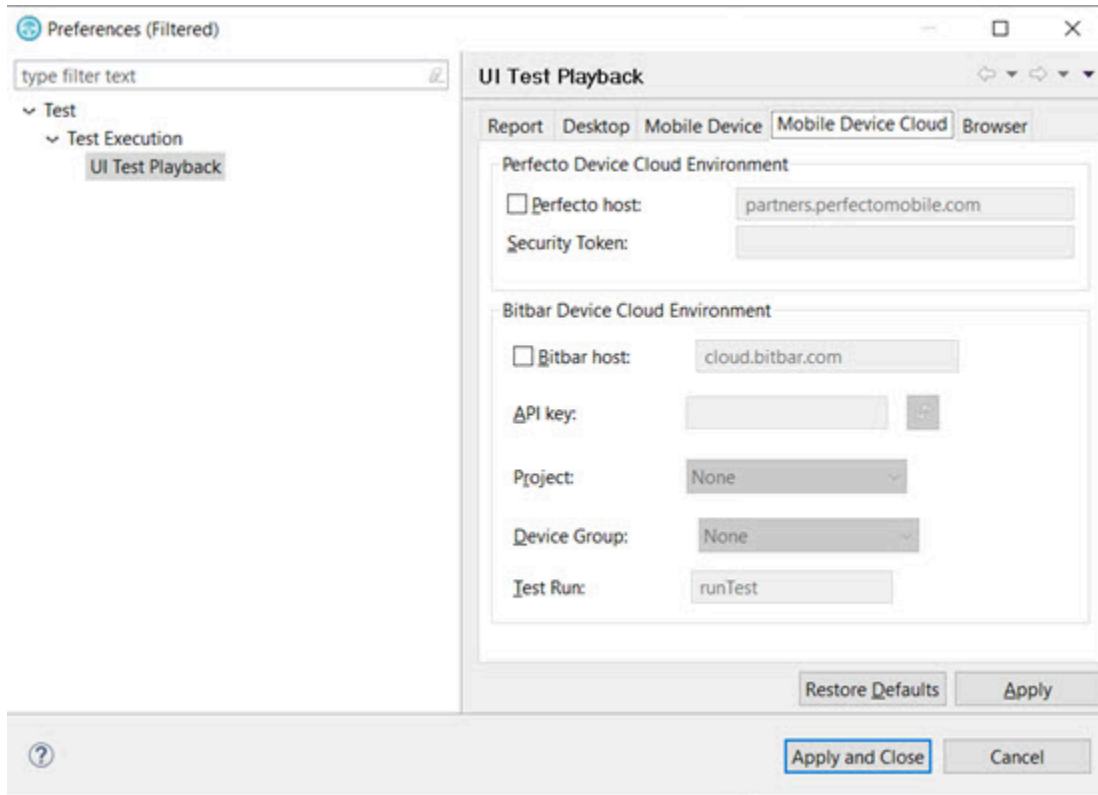 Preferences (Filtered)
type filter text
Test
Test Execution
UI Test Playback
UI Test Playback
Report Desktop Mobile Device Mobile Device Cloud Browser
Perfecto Device Cloud Environment
Perfecto host: partners.perfectomobile.com
Security Token:
Bitbar Device Cloud Environment
Bitbar host: cloud.bitbar.com
API key:
Project: None
Device Group: None
Test Run: runTest
Restore Defaults Apply
? Apply and Close Cancel